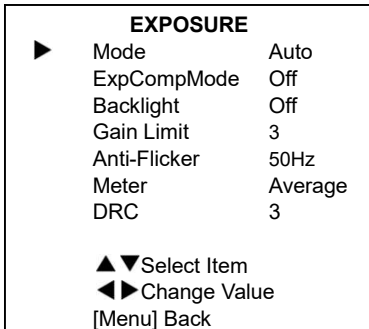 EXPOSURE
▶ Mode Auto
ExpCompMode Off
Backlight Off
Gain Limit 3
Anti-Flicker 50Hz
Meter Average
DRC 3
▲▼Select Item
◀▶Change Value
[Menu] Back